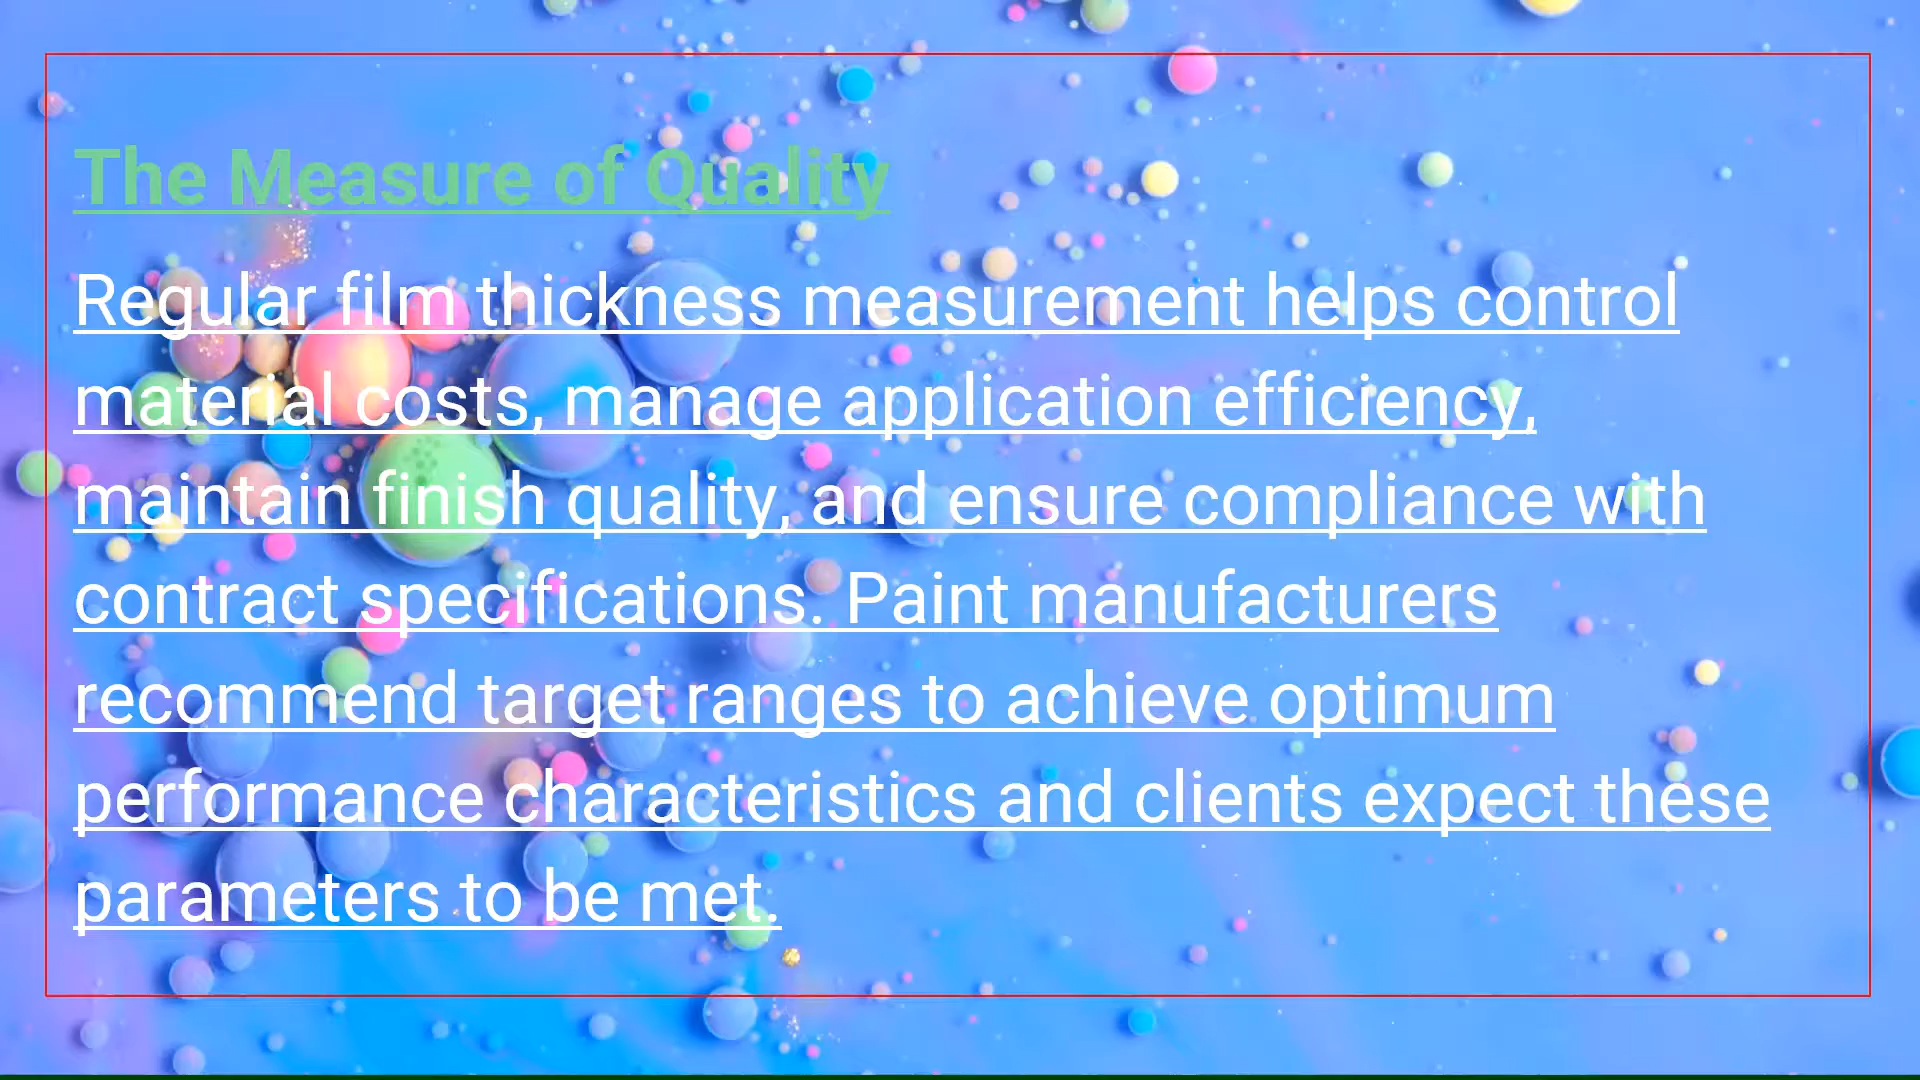 The Measure of Quality
Regular film thickness measurement helps control
material costs, manage application efficiency,
maintain finish quality, and ensure compliance with
contract specifications. Paint manufacturers
recommend target ranges to achieve optimum
performance characteristics and clients expect these
parameters to be met.